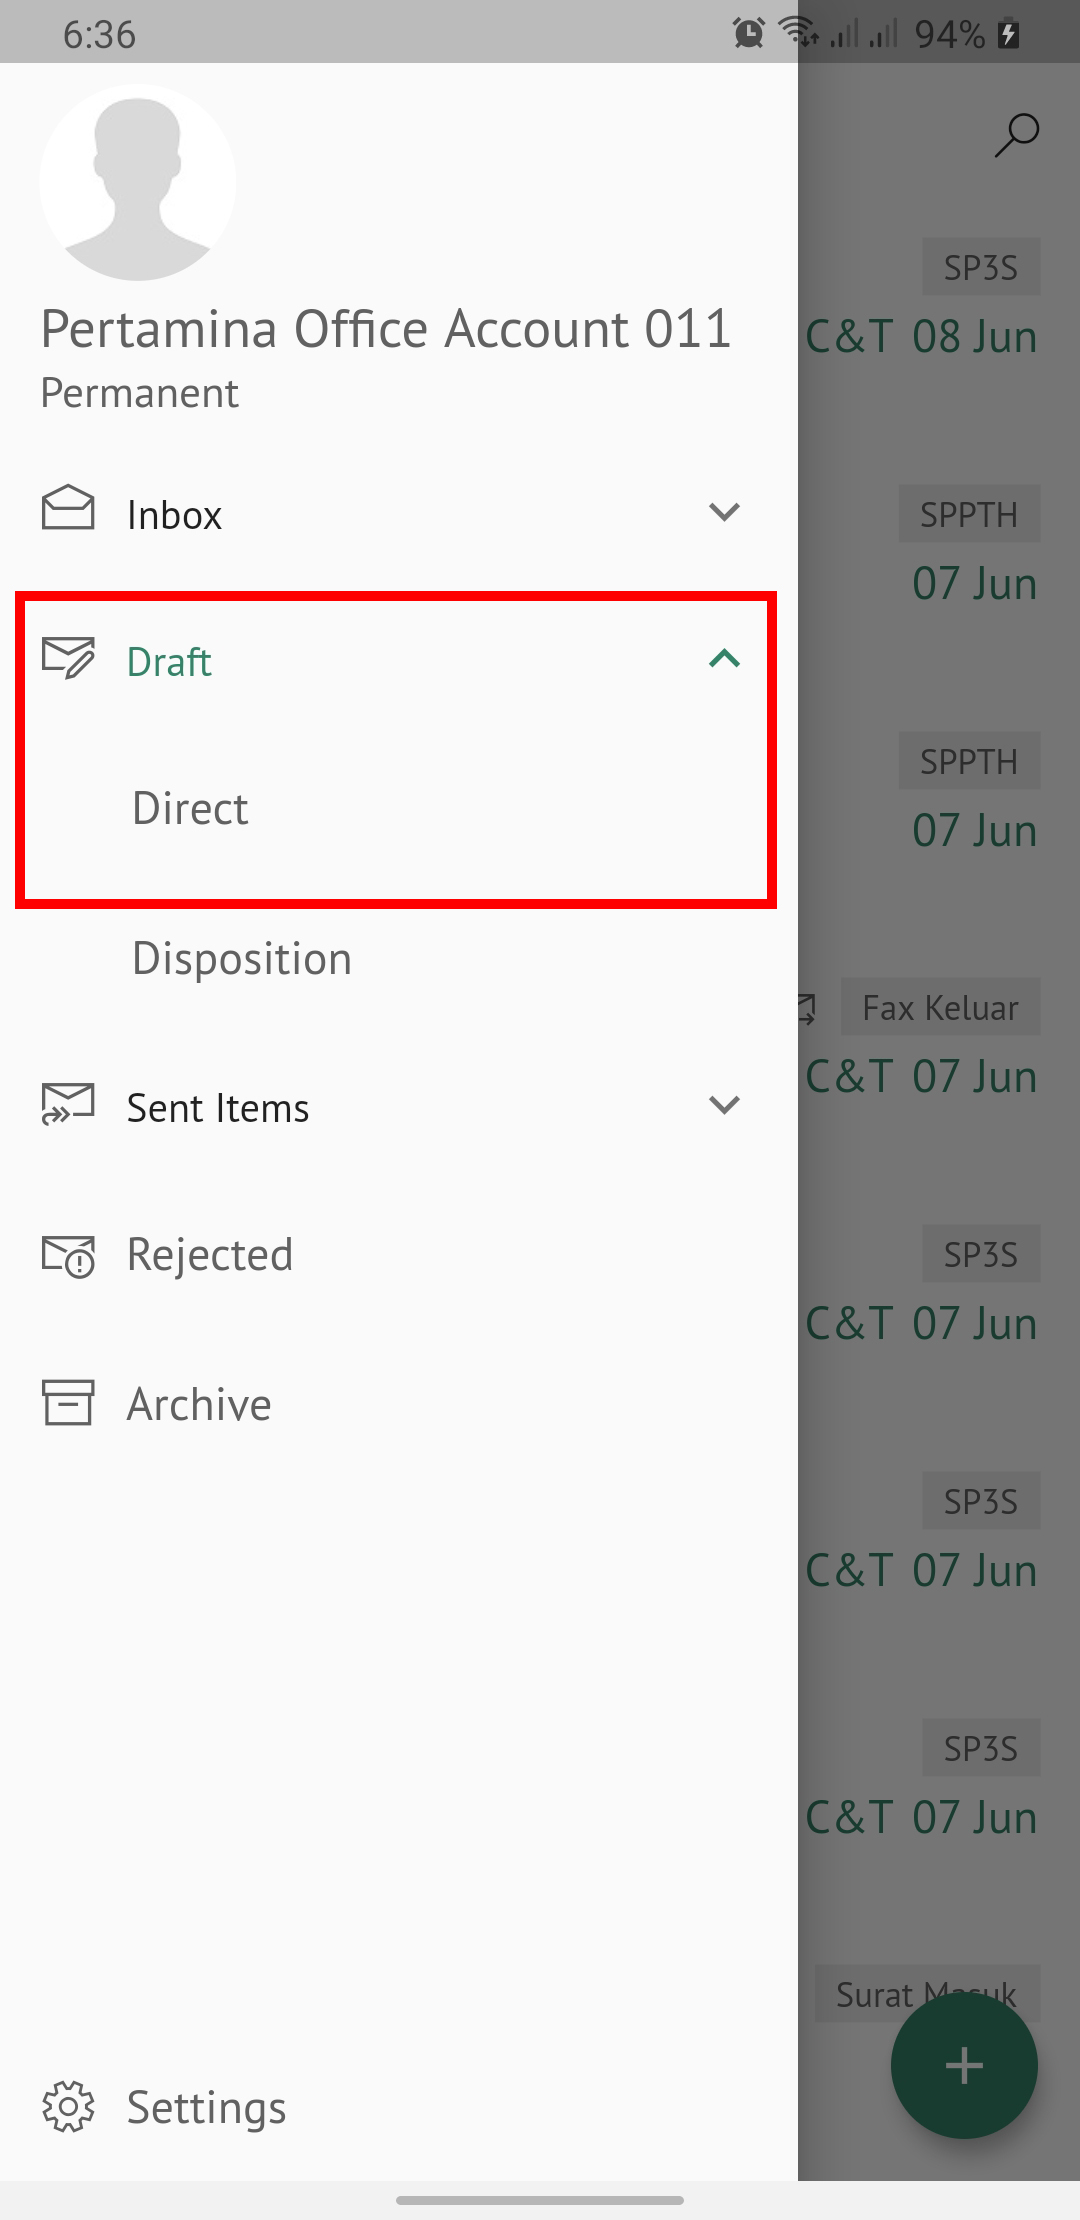 6:36
94%
Pertamina Office Account 011
Permanent
Inbox
Draft
Direct
Disposition
Sent Items
Rejected
Archive
Settings
SP3S
C&T 08 Jun
SPPTH
07 Jun
SPPTH
07 Jun
Fax Keluar
C&T 07 Jun
SP3S
C&T 07 Jun
SP3S
C&T 07 Jun
SP3S
C&T 07 Jun
Surat Masuk